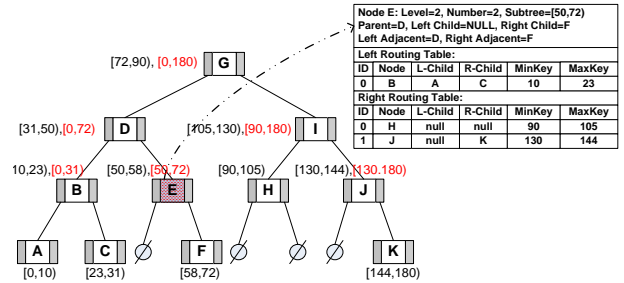 Node E: Level=2, Number=2, Subtree=[50,72)
Parent=D, Left Child=NULL, Right Child=F
Left Adjacent=D, Right Adjacent=F
Left Routing Table:
ID Node L-Child R-Child MinKey MaxKey
0 B A C 10 23
Right Routing Table:
ID Node L-Child R-Child MinKey MaxKey
0 H null null 90 105
1 J null K 130 144
[72,90), [0,180) G
[31,50),[0,72) D [105,130),[90,180) I
10,23),[0,31) [50,58),[50,72) [90,105) [130,144),[130.180)
B E H J
A C F K
[0,10) [23,31) [58,72) [144,180)